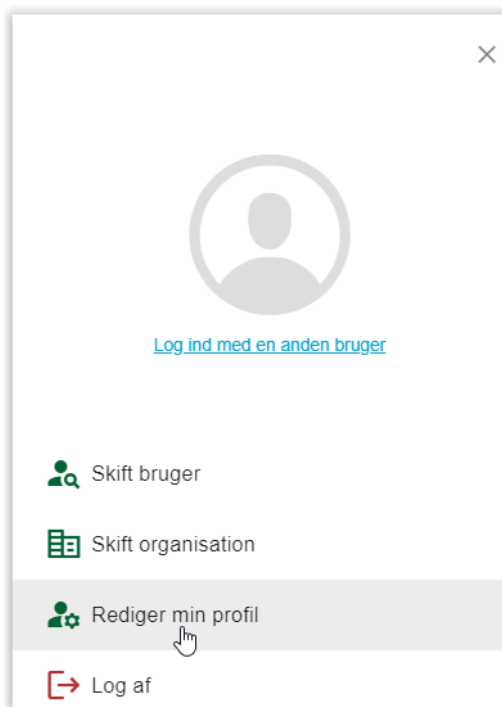 Log ind med en anden bruger
Skift bruger
Skift organisation
Rediger min profil
Log af